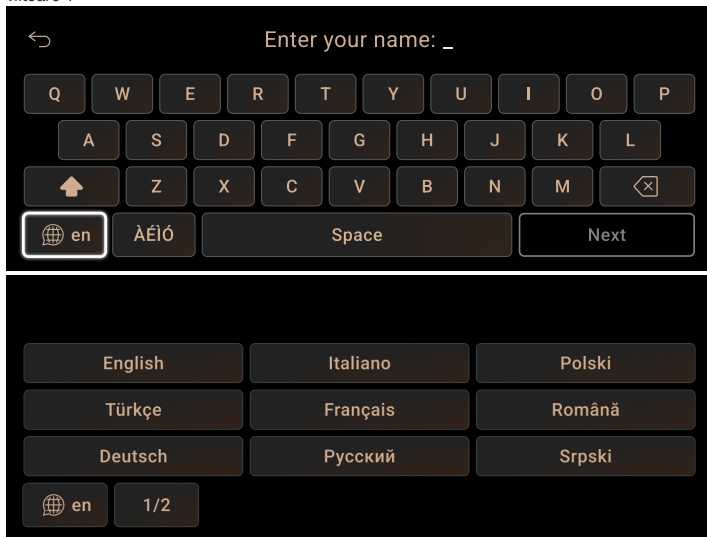 Enter your name: _
Q W E R T Y U I O P
A S D F G H J K L
Z X C V B N M
en ÀÉÌÓ Space Next
English Italiano Polski
Türkçe Français Română
Deutsch Русский Srpski
en 1/2